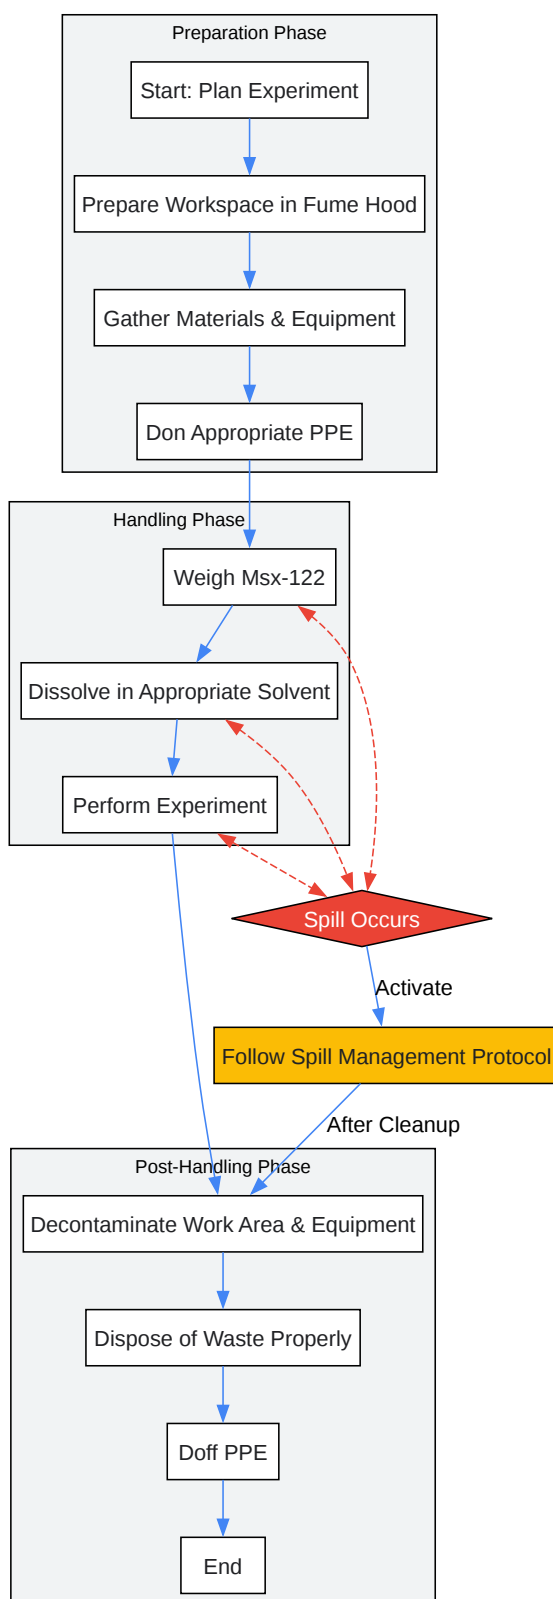 Preparation Phase
Start: Plan Experiment
Prepare Workspace in Fume Hood
Gather Materials & Equipment
Don Appropriate PPE
Handling Phase
Weigh Msx-122
Dissolve in Appropriate Solvent
Perform Experiment
Spill Occurs
Activate
Follow Spill Management Protocol
After Cleanup
Post-Handling Phase
Decontaminate Work Area & Equipment
Dispose of Waste Properly
Doff PPE
End